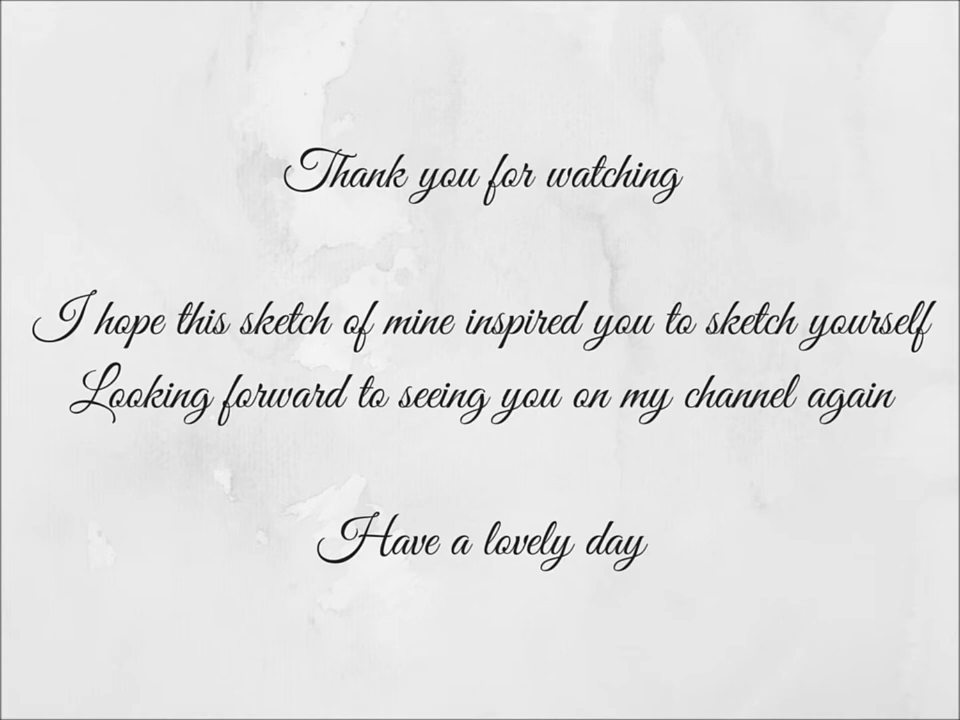 Thank you for watching
I hope this sketch of mine inspired you to sketch yourself
Looking forward to seeing you on my channel again
Have a lovely day